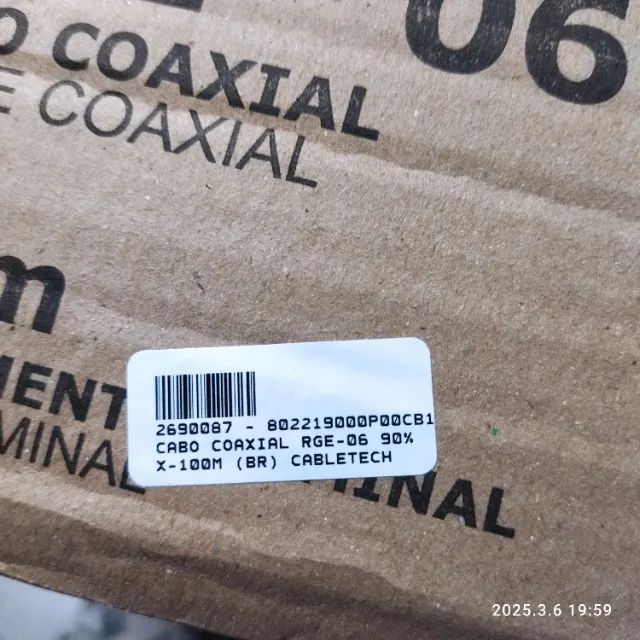 06
O COAXIAL
E COAXIAL
m
MENT
MINAL
MINAL
2690087 - 802219000P00CB1
CABO COAXIAL RGE-06 90%
X-100M (BR) CABLETECH
2025.3.6 19:59